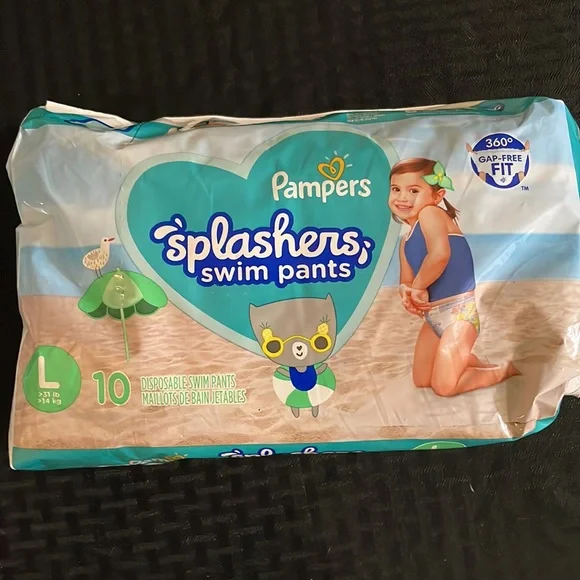 Pampers
splashers
swim pants
360°
GAP-FREE
FIT
TM
L
>31 lb
>14 kg
10
DISPOSABLE SWIM PANTS
MAILLOTS DE BAIN JETABLES